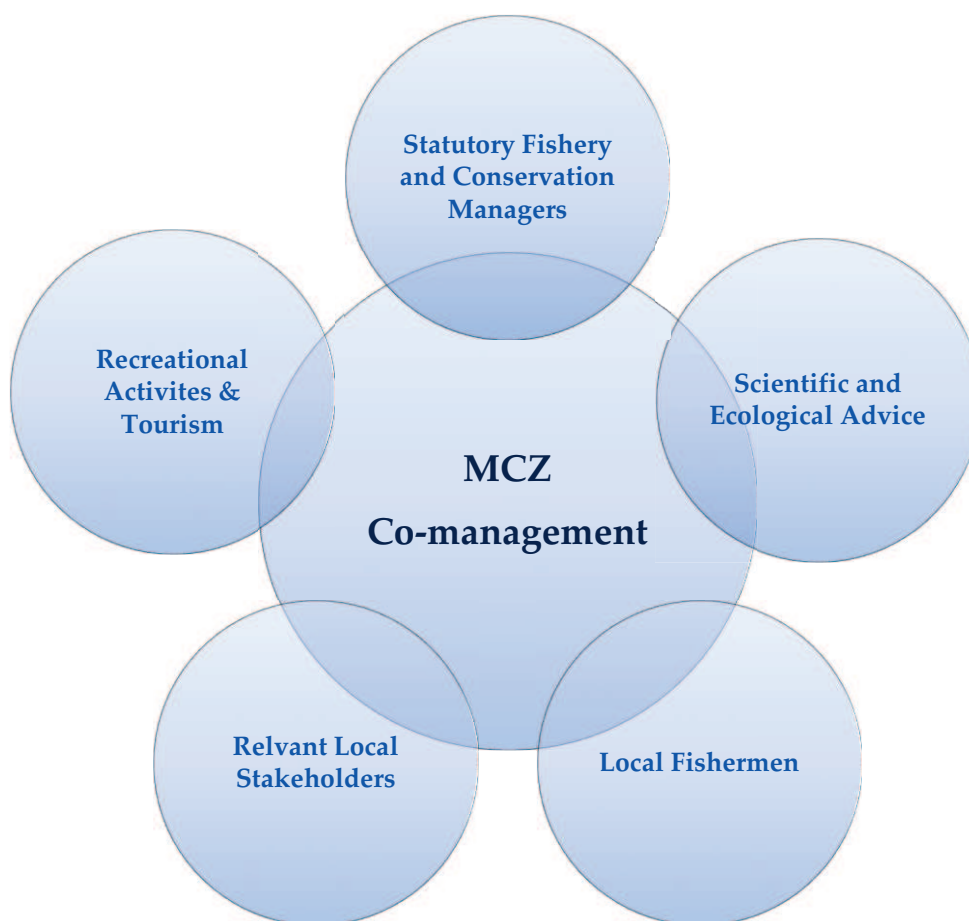 Statutory Fishery
and Conservation
Managers
Recreational
Activites &
Tourism
Scientific and
Ecological Advice
MCZ
Co-management
Relvant Local
Stakeholders
Local Fishermen